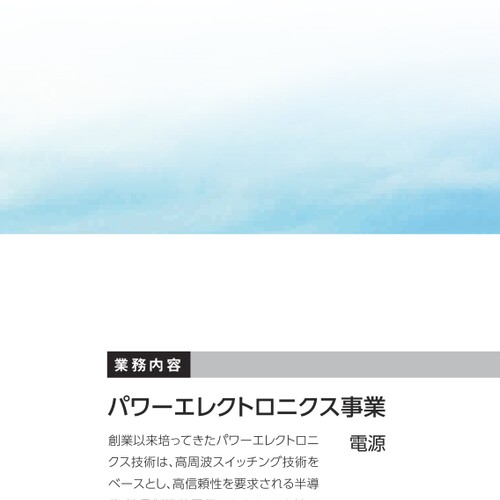 業務内容
パワーエレクトロニクス事業
創業以来培ってきたパワーエレクトロニ
クス技術は、高周波スイッチング技術を
ベースとし、高信頼性を要求される半導
電源